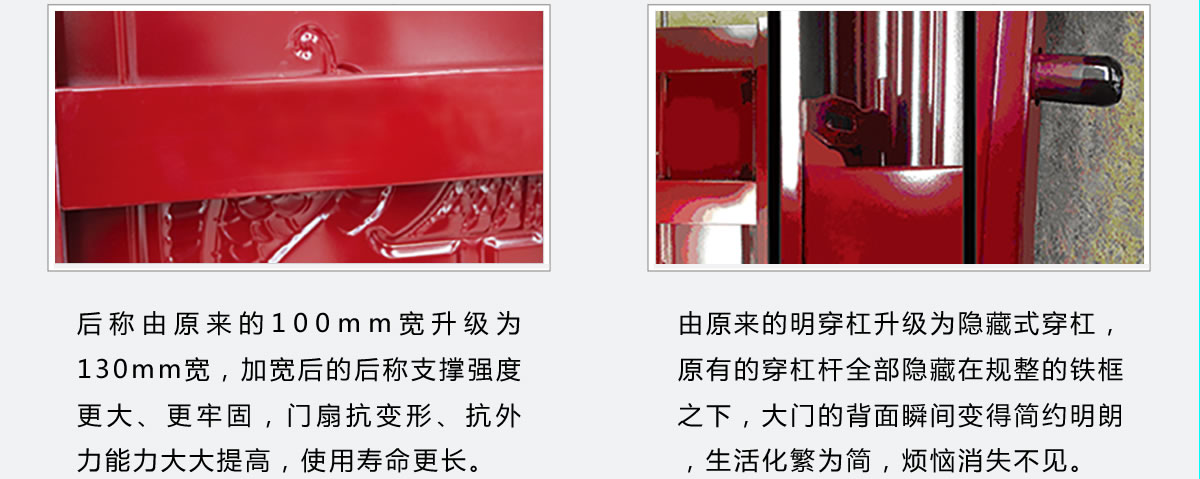 后称由原来的100mm宽升级为
130mm宽，加宽后的后称支撑强度
更大、更牢固，门扇抗变形、抗外
力能力大大提高，使用寿命更长。
由原来的明穿杠升级为隐藏式穿杠，
原有的穿杠杆全部隐藏在规整的铁框
之下，大门的背面瞬间变得简约明朗
，生活化繁为简，烦恼消失不见。